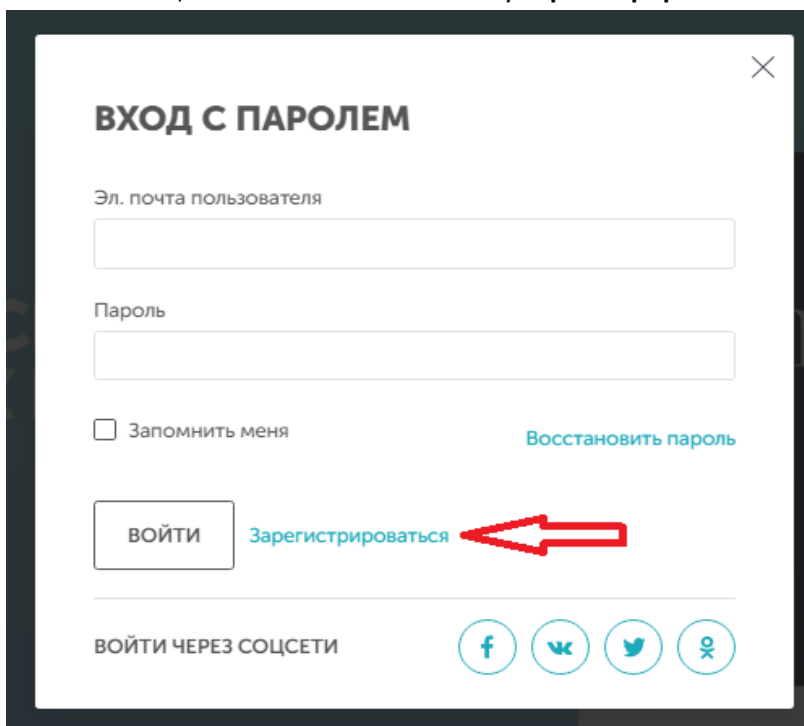 ВХОД С ПАРОЛЕМ
Эл. почта пользователя
Пароль
Запомнить меня
Восстановить пароль
ВОЙТИ
Зарегистрироваться
ВОЙТИ ЧЕРЕЗ СОЦСЕТИ